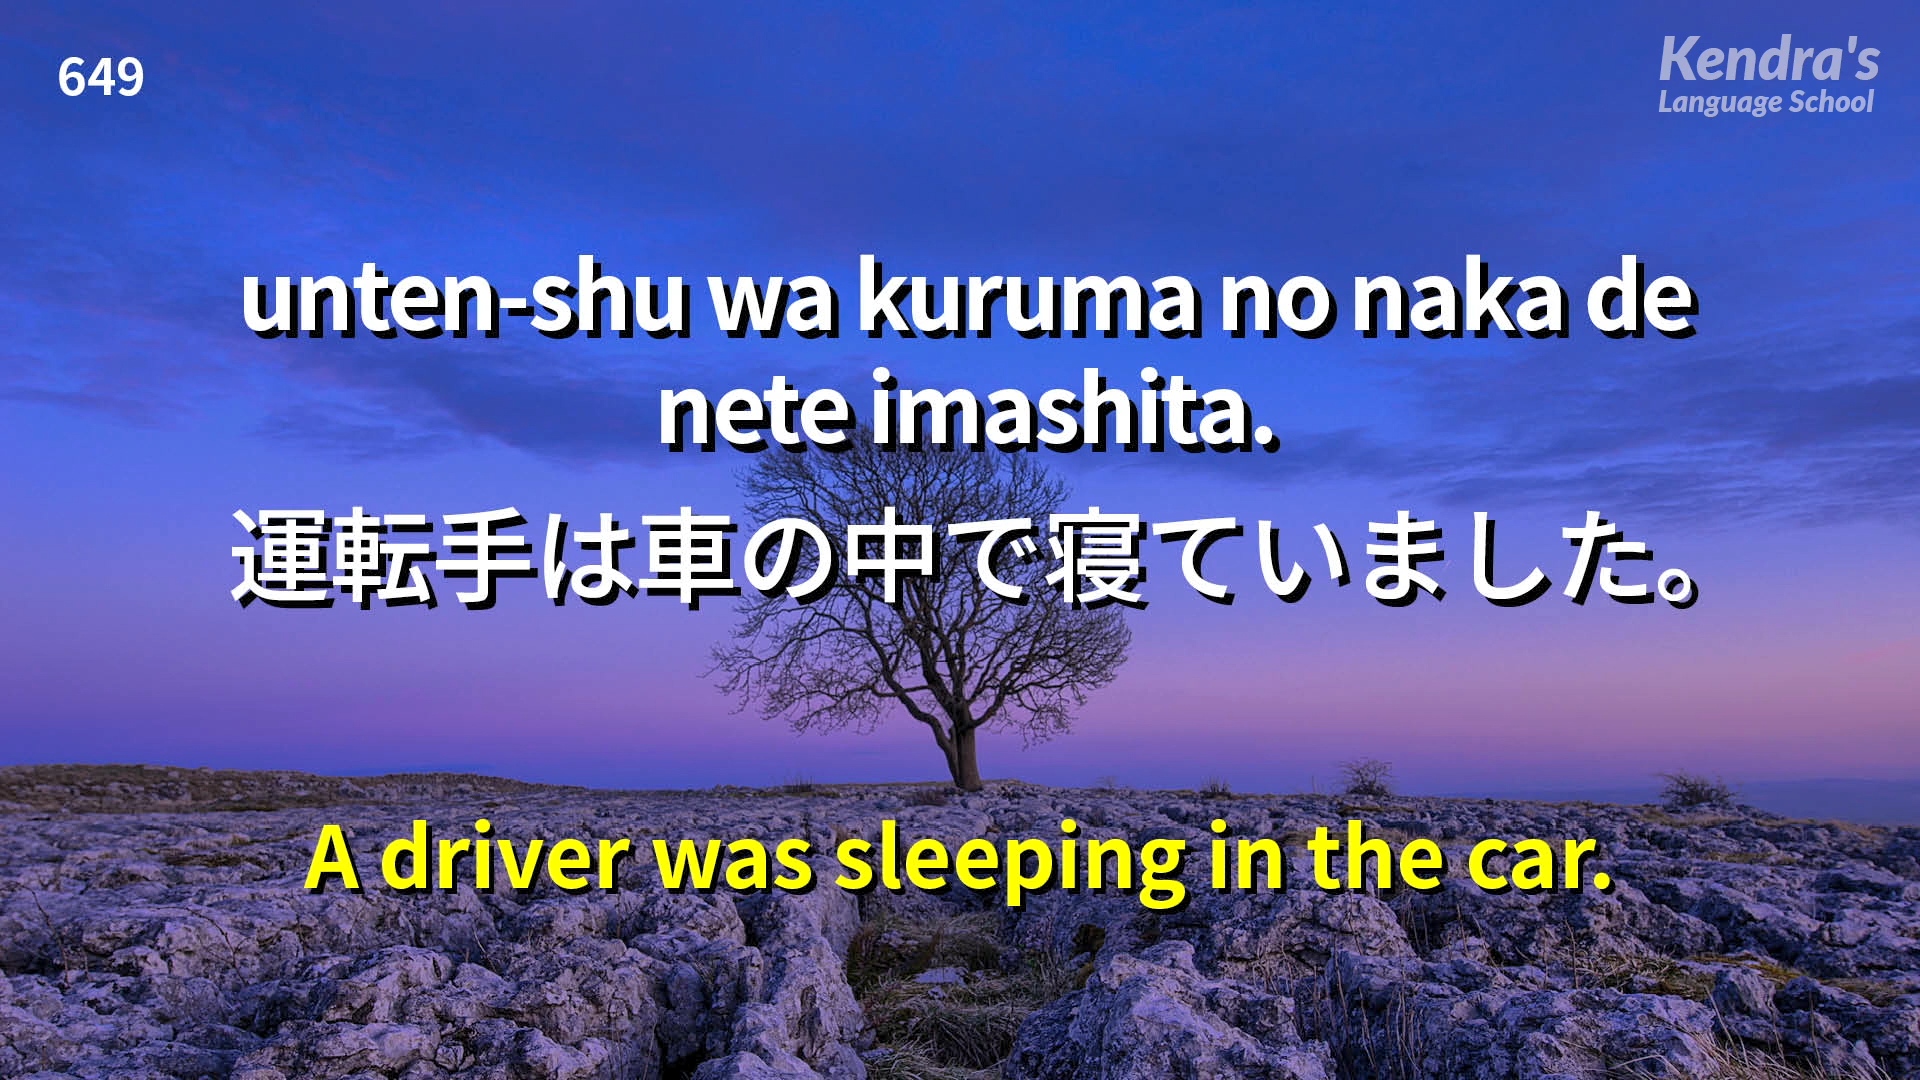 649
Kendra's
Language School
unten-shu wa kuruma no naka de
nete imashita.
運転手は車の中で寝ていました。
A driver was sleeping in the car.